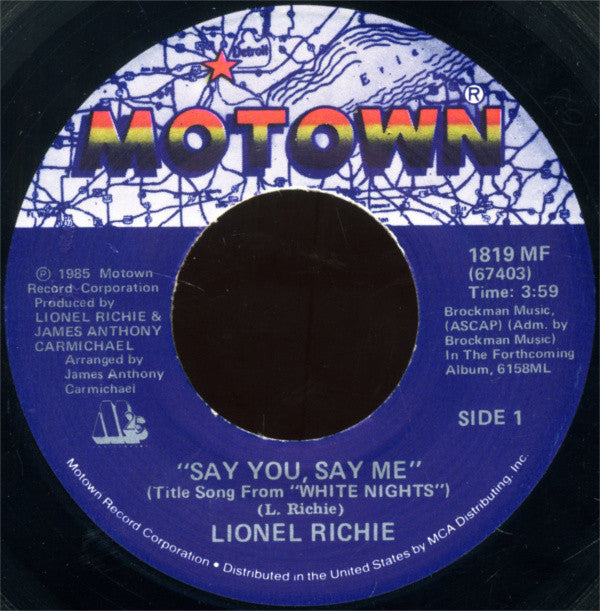 Detroit
ERIE
MOTOWN®
℗ 1985 Motown
Record Corporation
Produced by
LIONEL RICHIE &
JAMES ANTHONY
CARMICHAEL
Arranged by
James Anthony
Carmichael
1819 MF
(67403)
Time: 3:59
Brockman Music,
(ASCAP) (Adm. by
Brockman Music)
In The Forthcoming
Album, 6158ML
SIDE 1
"SAY YOU, SAY ME"
(Title Song From "WHITE NIGHTS")
(L. Richie)
LIONEL RICHIE
Motown Record Corporation • Distributed in the United States by MCA Distributing, Inc.